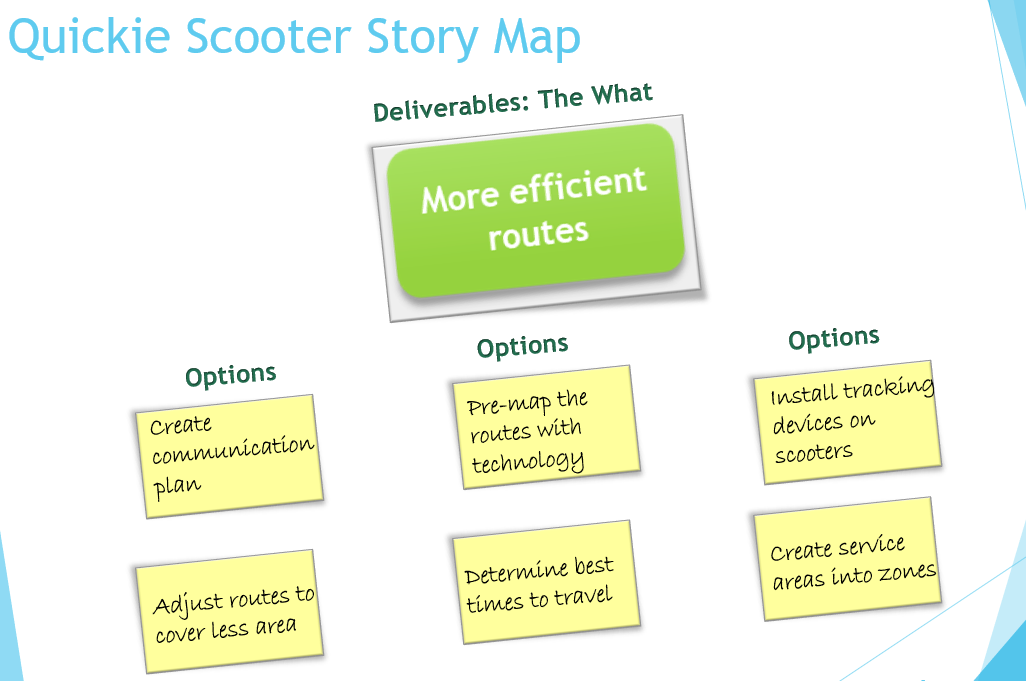 Quickie Scooter Story Map
Deliverables: The What
More efficient
routes
Options
Create
communication
plan
Adjust routes to
cover less area
Options
Pre-map the
routes with
technology
Determine best
times to travel
Options
Install tracking
devices on
scooters
Create service
areas into zones